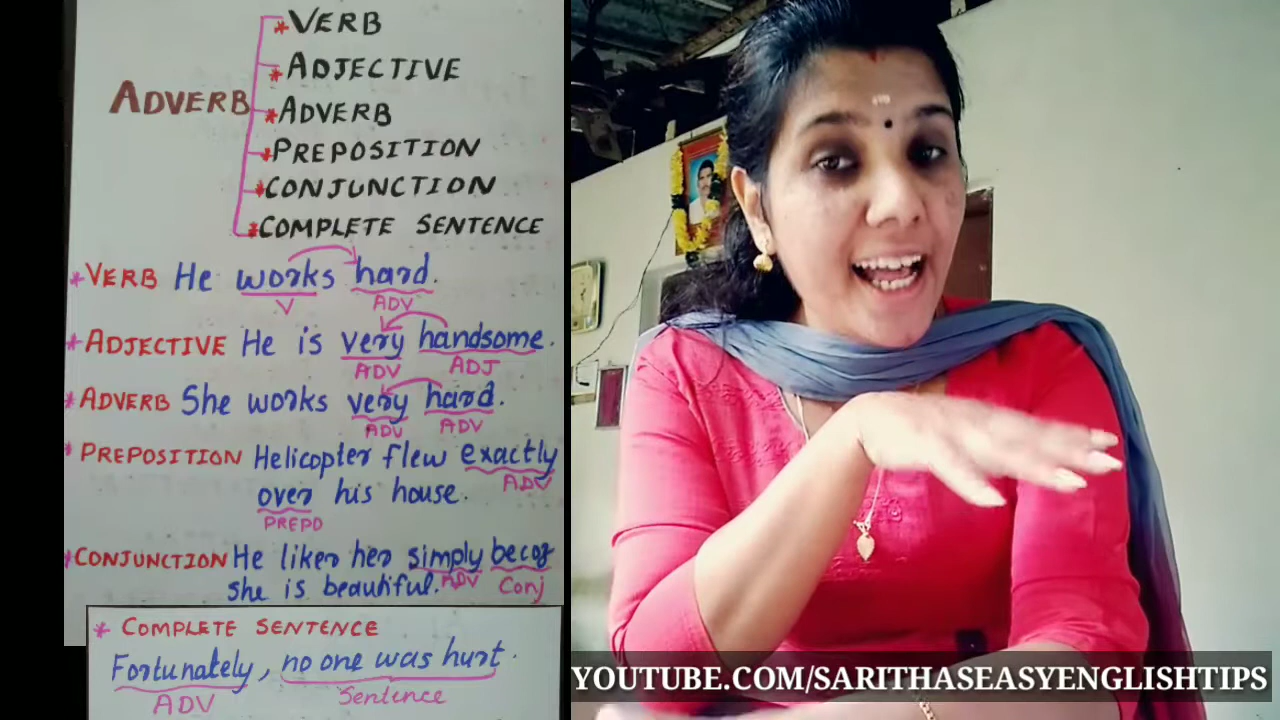 ADVERB
* VERB
* ADJECTIVE
* ADVERB
* PREPOSITION
* CONJUNCTION
* COMPLETE SENTENCE
* VERB He works hard.
V ADV
* ADJECTIVE He is very handsome.
ADV ADJ
* ADVERB She works very hard.
ADV ADV
* PREPOSITION Helicopter flew exactly
ADV
over his house.
PREPO
* CONJUNCTION He likes her simply becoz
ADV Conj
she is beautiful.
* COMPLETE SENTENCE
Fortunately, no one was hurt.
ADV Sentence
YOUTUBE.COM/SARITHASEASYENGLISHTIPS